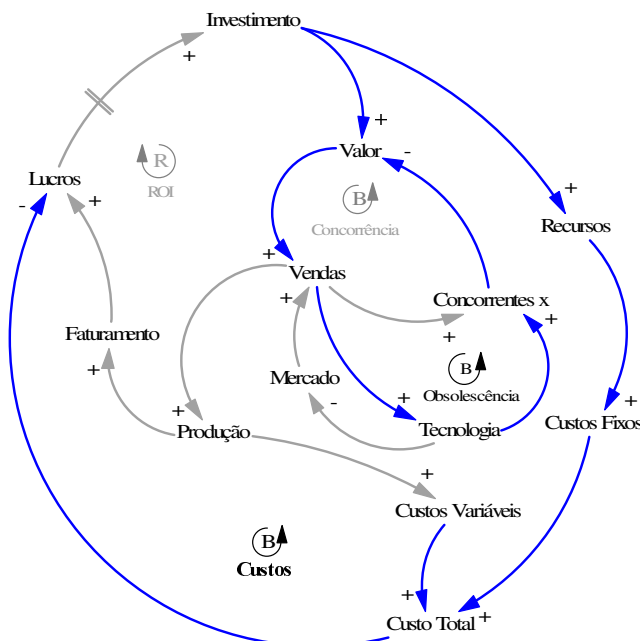 Investimento
+
+
Valor
-
R
ROI
Lucros
-
+
B
Concorrência
+
Recursos
+
Vendas
+
Concorrentes x
+
+
Faturamento
+
Mercado
-
B
Obsolescência
+
Tecnologia
+
Produção
+
Custos Fixos
+
Custos Variáveis
B
Custos
+
+
Custo Total